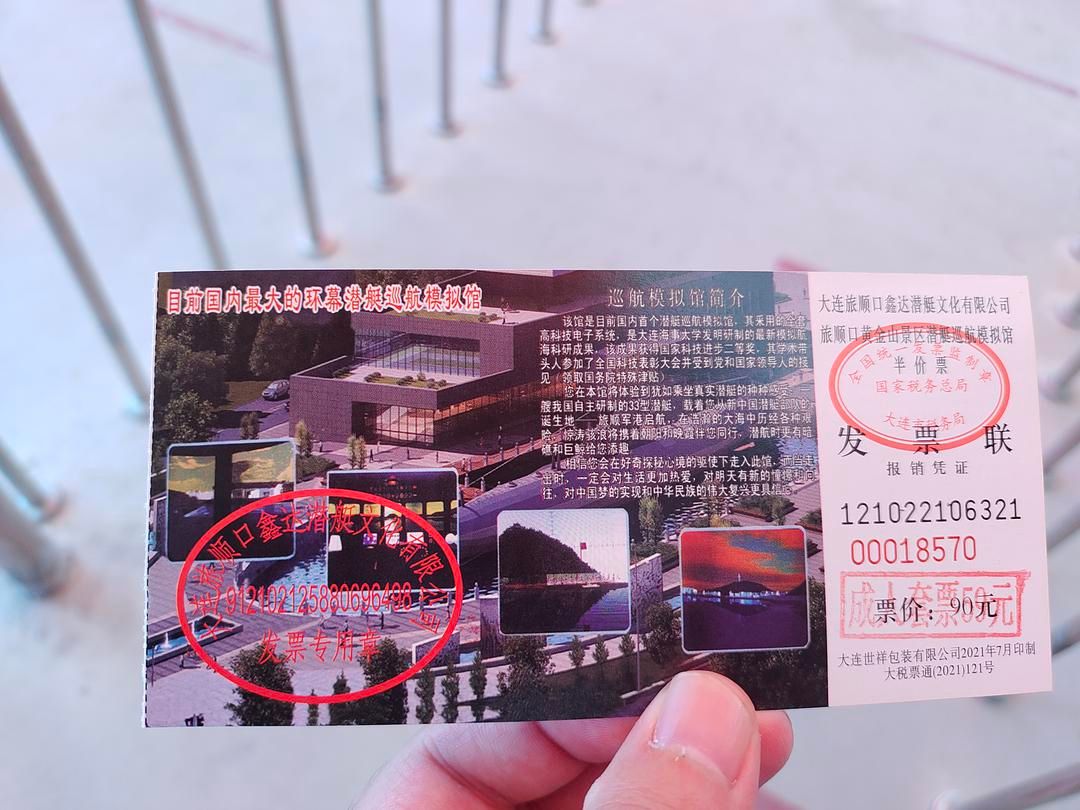 目前国内最大的环幕潜艇巡航模拟馆
巡航模拟馆简介
该馆是目前国内首个潜艇巡航模拟馆，其采用的全套
高科技电子系统，是大连海事大学发明研制的最新模拟航
海科研成果，该成果获得国家科技进步二等奖，其学术带
头人参加了全国科技表彰大会并受到党和国家领导人的接
见（领取国务院特殊津贴）
您在本馆将体验到犹如乘坐真实潜艇的种种感受，
艘我国自主研制的33型潜艇，载着您从新中国潜艇部队的
诞生地——旅顺军港启航，在浩瀚的大海中历经各种艰
险，惊涛骇浪将携着朝阳和晚霞伴您同行，潜航时更有暗
礁和巨鲸给您添趣
相信您会在好奇探秘心境的驱使下走入此馆，而当走
出时，一定会对生活更加热爱，对明天有新的憧憬和向
往，对中国梦的实现和中华民族的伟大复兴更具信心
大连旅顺口鑫达潜艇文化有限公司
912102125880696498
发票专用章
大连旅顺口鑫达潜艇文化有限公司
旅顺口黄金山景区潜艇巡航模拟馆
全国统一发票监制章
半价票
国家税务总局
大连市税务局
发票联
报销凭证
121022106321
00018570
成人套票50元
票价：90元
大连世祥包装有限公司2021年7月印制
大税票通(2021)121号